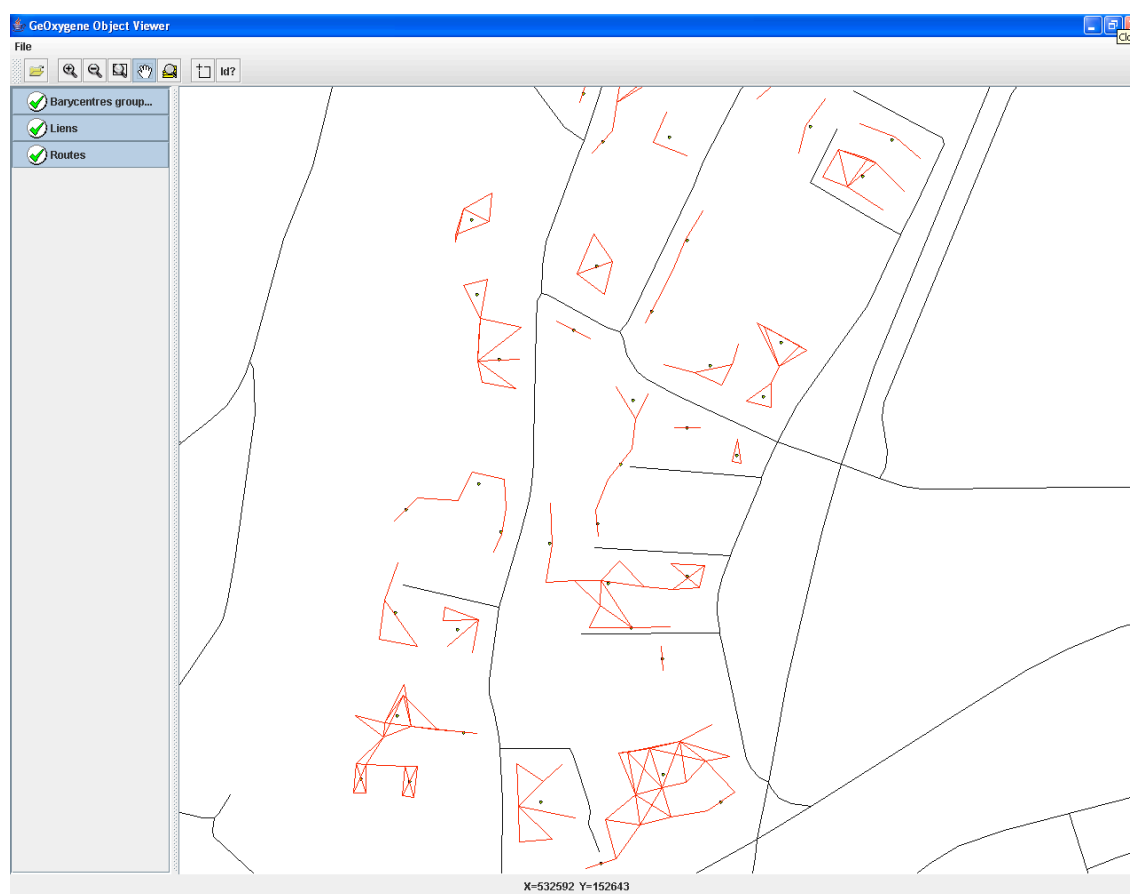 GeOxygene Object Viewer
File
Id?
Barycentres group...
Liens
Routes
X=532592 Y=152643